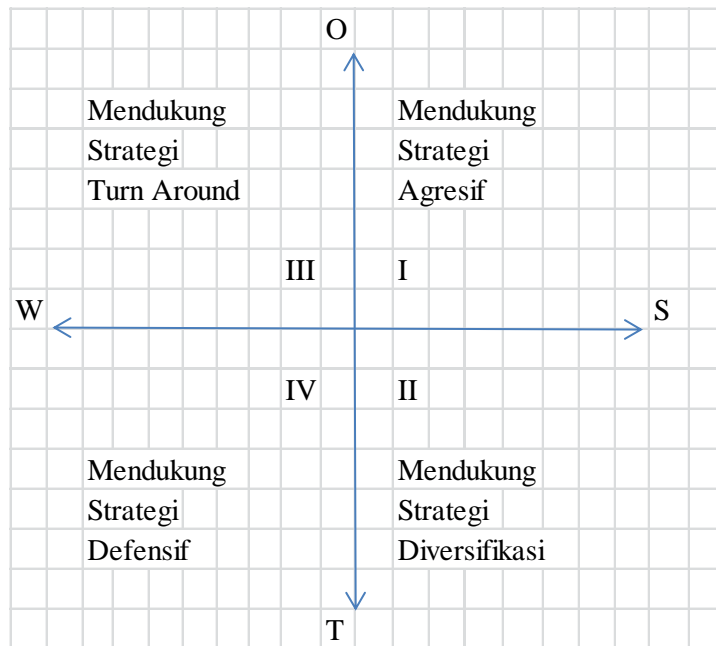 O
Mendukung
Strategi
Turn Around
Mendukung
Strategi
Agresif
III
I
W
S
IV
II
Mendukung
Strategi
Defensif
Mendukung
Strategi
Diversifikasi
T